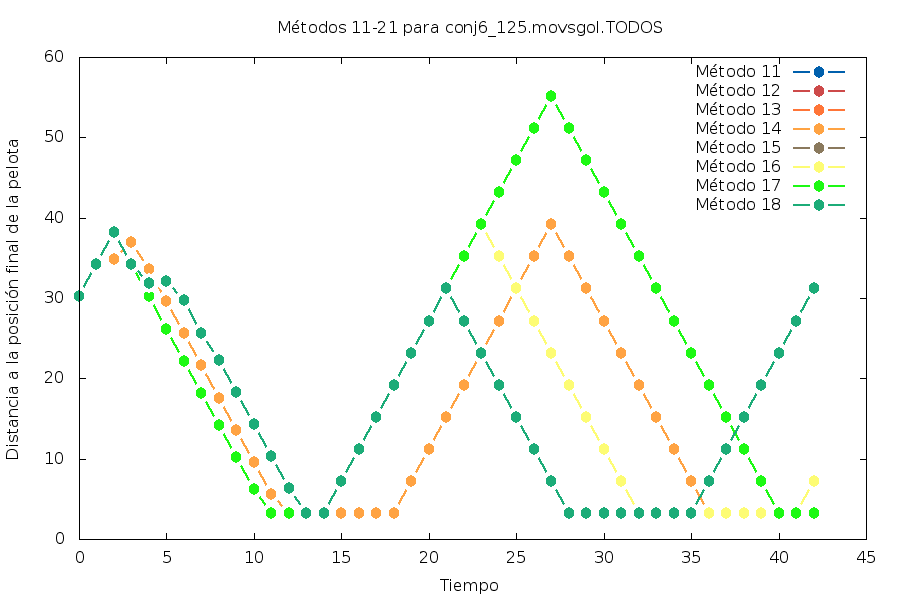 Métodos 11-21 para conj6_125.movsgol.TODOS
Distancia a la posición final de la pelota
60
50
40
30
20
10
0
Método 11
Método 12
Método 13
Método 14
Método 15
Método 16
Método 17
Método 18
0 5 10 15 20 25 30 35 40 45
Tiempo